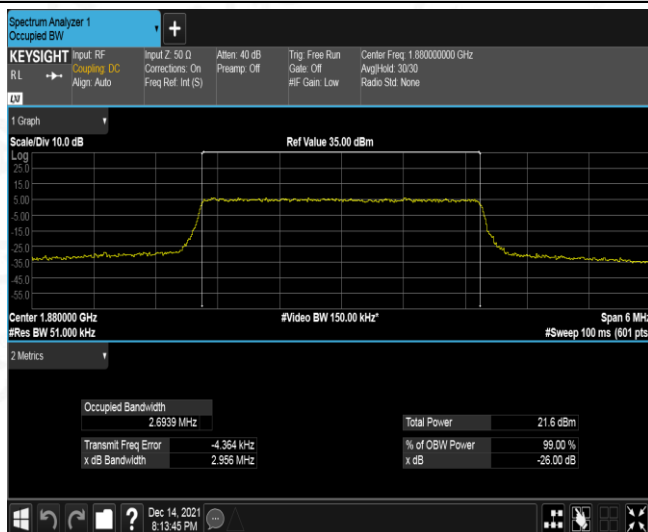 Spectrum Analyzer 1
Occupied BW
+
KEYSIGHT Input: RF Input Z: 50 Ω Atten: 40 dB Trig: Free Run Center Freq: 1.880000000 GHz
RL Coupling: DC Corrections: On Preamp: Off Gate: Off Avg|Hold: 30/30
Align: Auto Freq Ref: Int (S) #IF Gain: Low Radio Std: None
LXI
1 Graph
Scale/Div 10.0 dB Ref Value 35.00 dBm
Log
25.0
15.0
5.00
-5.00
-15.0
-25.0
-35.0
-45.0
-55.0
Center 1.880000 GHz #Video BW 150.00 kHz* Span 6 MHz
#Res BW 51.000 kHz #Sweep 100 ms (601 pts
2 Metrics
Occupied Bandwidth
2.6939 MHz Total Power 21.6 dBm
Transmit Freq Error -4.364 kHz % of OBW Power 99.00 %
x dB Bandwidth 2.956 MHz x dB -26.00 dB
? Dec 14, 2021
8:13:45 PM